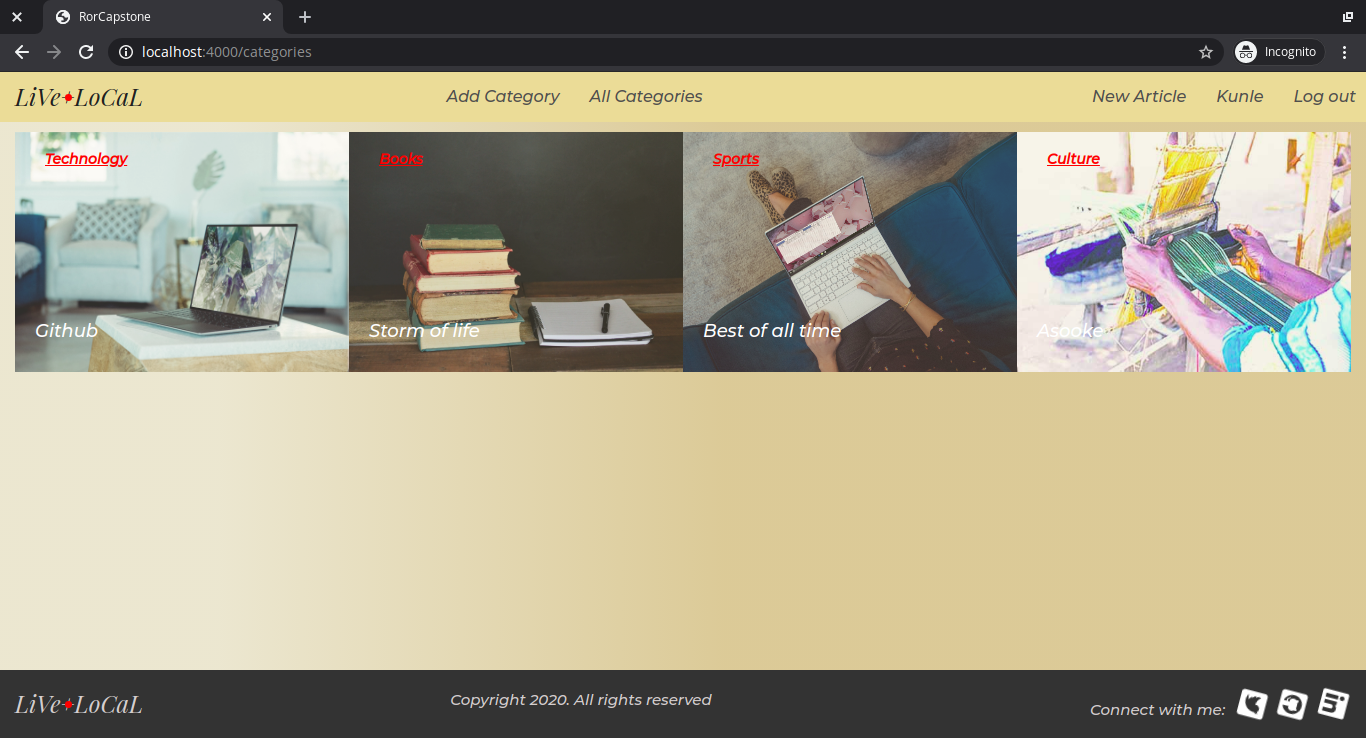 RorCapstone
localhost:4000/categories
Incognito
LiVe LoCaL
Add Category
All Categories
New Article
Kunle
Log out
Technology
Books
Sports
Culture
Github
Storm of life
Best of all time
Asooke
LiVe LoCaL
Copyright 2020. All rights reserved
Connect with me: